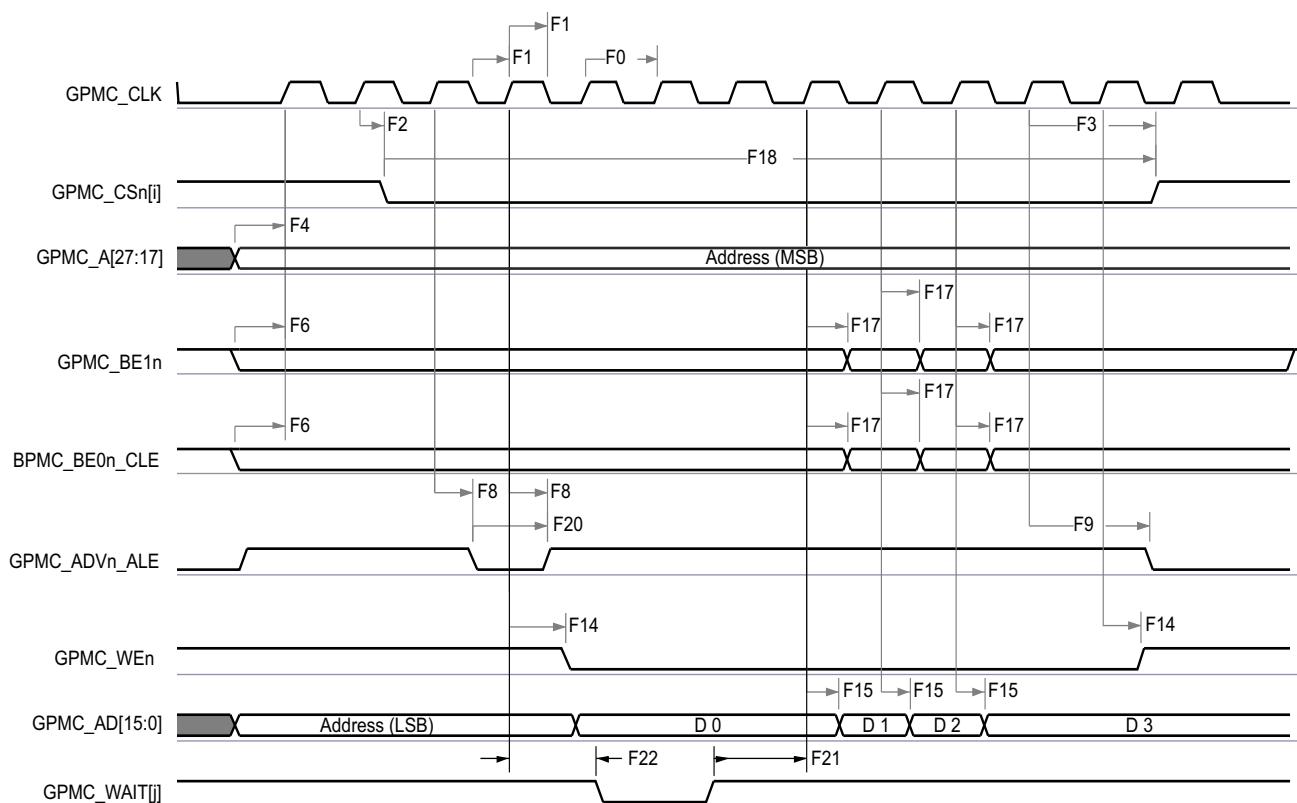 F1
F1 F0
GPMC_CLK
F2 F3
F18
GPMC_CSn[i]
F4
GPMC_A[27:17] Address (MSB)
F17
F6 F17 F17
GPMC_BE1n
F17
F6 F17 F17
BPMC_BE0n_CLE
F8 F8
F20 F9
GPMC_ADVn_ALE
F14 F14
GPMC_WEn
F15 F15 F15
GPMC_AD[15:0] Address (LSB) D 0 D 1 D 2 D 3
F22 F21
GPMC_WAIT[j]